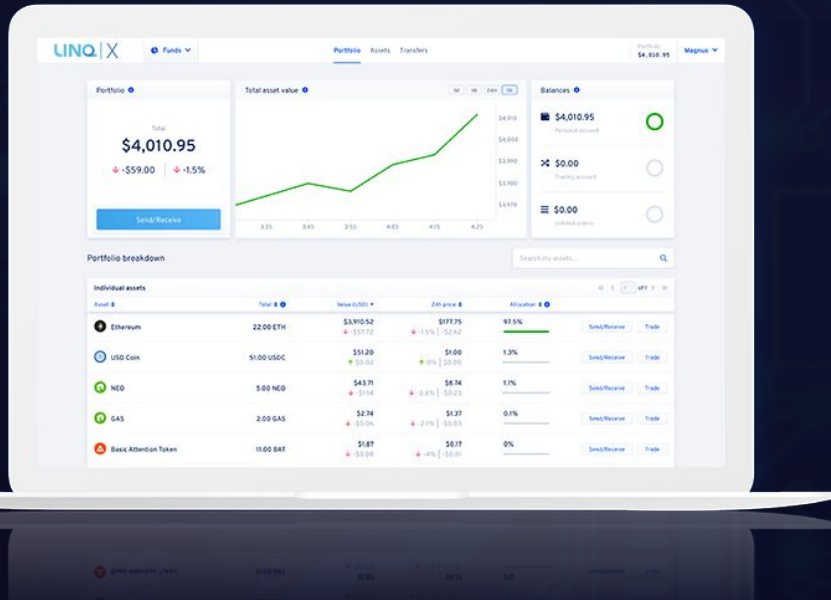 LINQ|X
Funds
Portfolio Assets Transfers
Portfolio
$4,010.95
Magnus
Portfolio
Total
$4,010.95
-$59.00 -1.5%
Send/Receive
Total asset value
24H
$4,010
$4,000
$3,990
$3,980
$3,970
3:25 3:45 3:55 4:05 4:15 4:25
Balances
$4,010.95
Personal account
$0.00
Trading account
$0.00
Portfolio breakdown
Search my assets...
Individual assets
of 1
Asset Total Value (USD) 24h price Allocation
Ethereum 22.00 ETH $3,910.52 $177.75 97.5% Send/Receive Trade
-$57.72 -1.5% | -$2.62
USD Coin 51.00 USDC $51.20 $1.00 1.3% Send/Receive Trade
$0.02 0% | $0.00
NEO 5.00 NEO $43.71 $8.74 1.1% Send/Receive Trade
-$1.14 -2.6% | -$0.23
GAS 2.00 GAS $2.74 $1.37 0.1% Send/Receive Trade
-$0.06 -2.1% | -$0.03
Basic Attention Token 11.00 BAT $1.87 $0.17 0% Send/Receive Trade
-$0.08 -4% | -$0.01